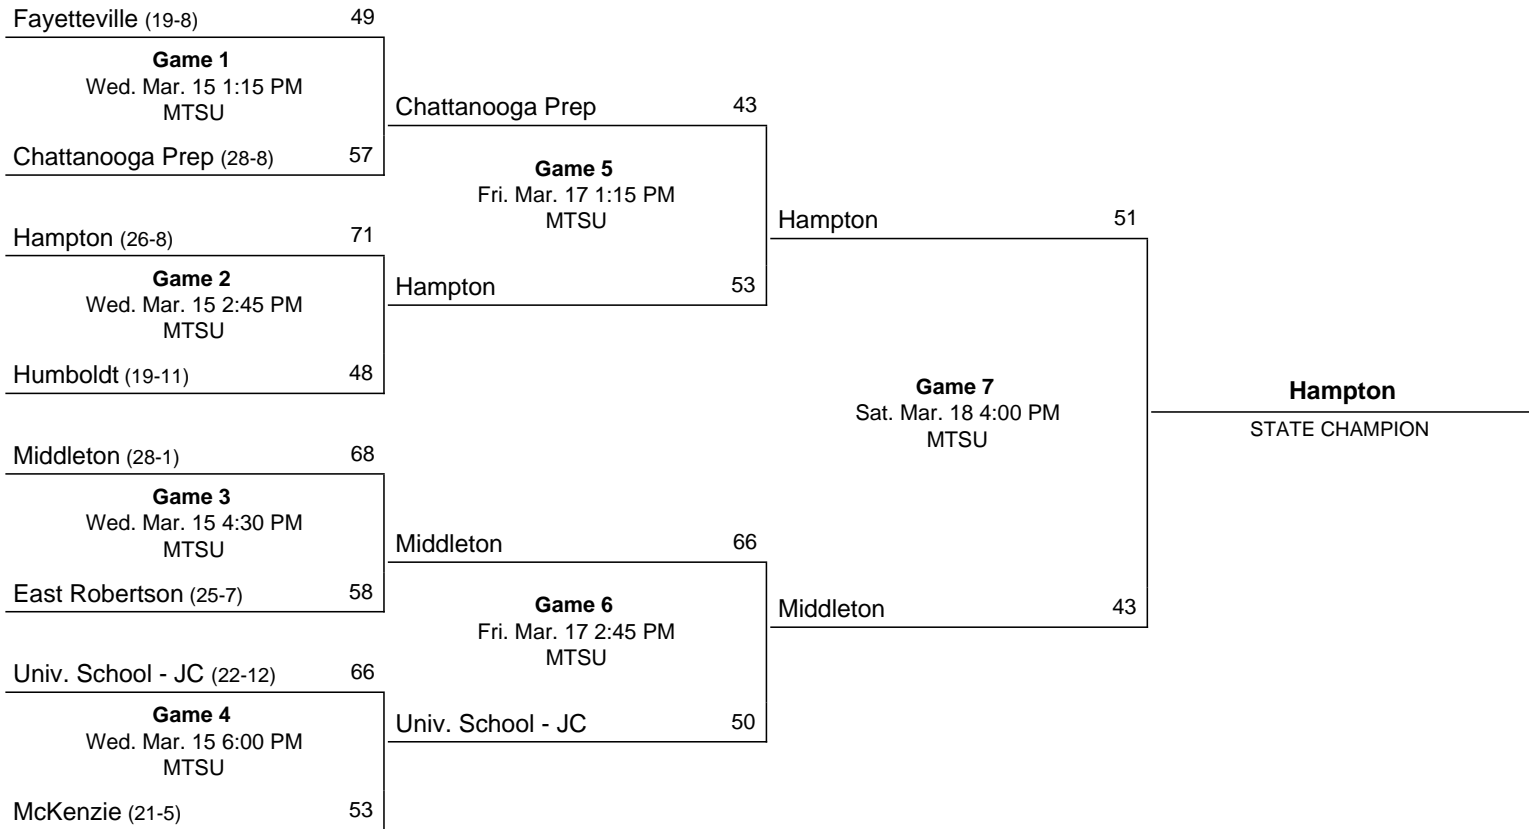 Fayetteville (19-8) 49
Game 1
Wed. Mar. 15 1:15 PM
MTSU
Chattanooga Prep (28-8) 57
Hampton (26-8) 71
Game 2
Wed. Mar. 15 2:45 PM
MTSU
Humboldt (19-11) 48
Middleton (28-1) 68
Game 3
Wed. Mar. 15 4:30 PM
MTSU
East Robertson (25-7) 58
Univ. School - JC (22-12) 66
Game 4
Wed. Mar. 15 6:00 PM
MTSU
McKenzie (21-5) 53
Chattanooga Prep 43
Game 5
Fri. Mar. 17 1:15 PM
MTSU
Hampton 53
Middleton 66
Game 6
Fri. Mar. 17 2:45 PM
MTSU
Univ. School - JC 50
Hampton 51
Game 7
Sat. Mar. 18 4:00 PM
MTSU
Middleton 43
Hampton
STATE CHAMPION